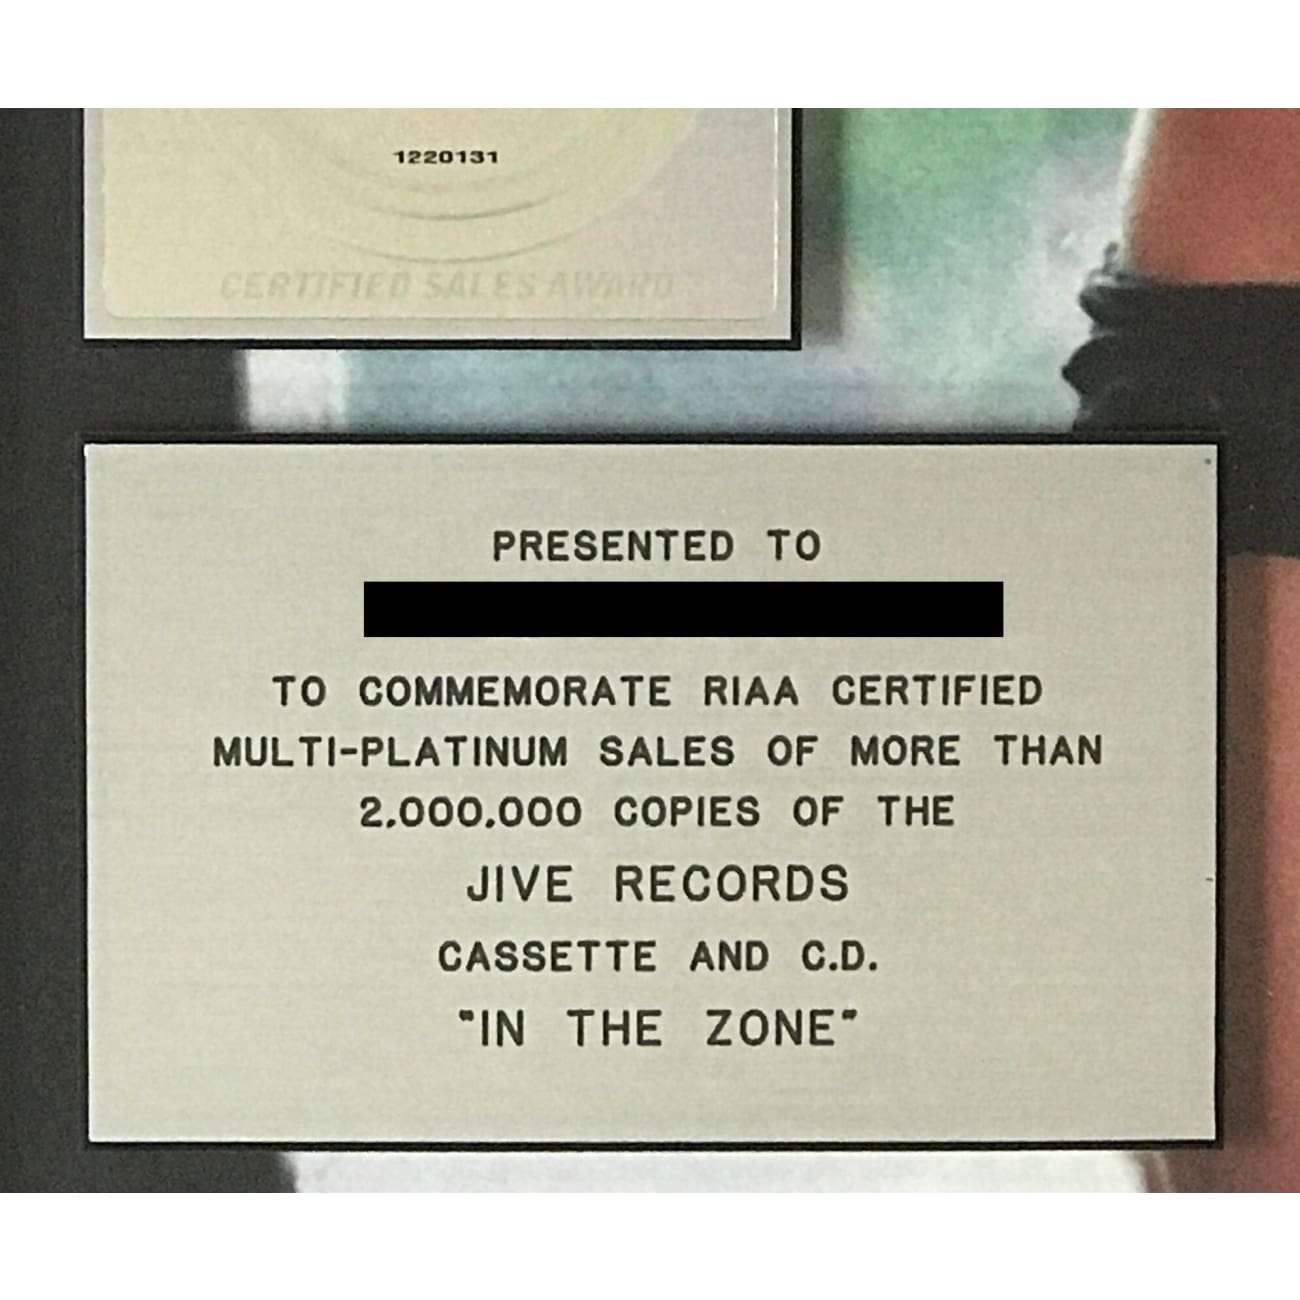 1220131
CERTIFIED SALES AWARD
PRESENTED TO
TO COMMEMORATE RIAA CERTIFIED
MULTI-PLATINUM SALES OF MORE THAN
2,000,000 COPIES OF THE
JIVE RECORDS
CASSETTE AND C.D.
"IN THE ZONE"